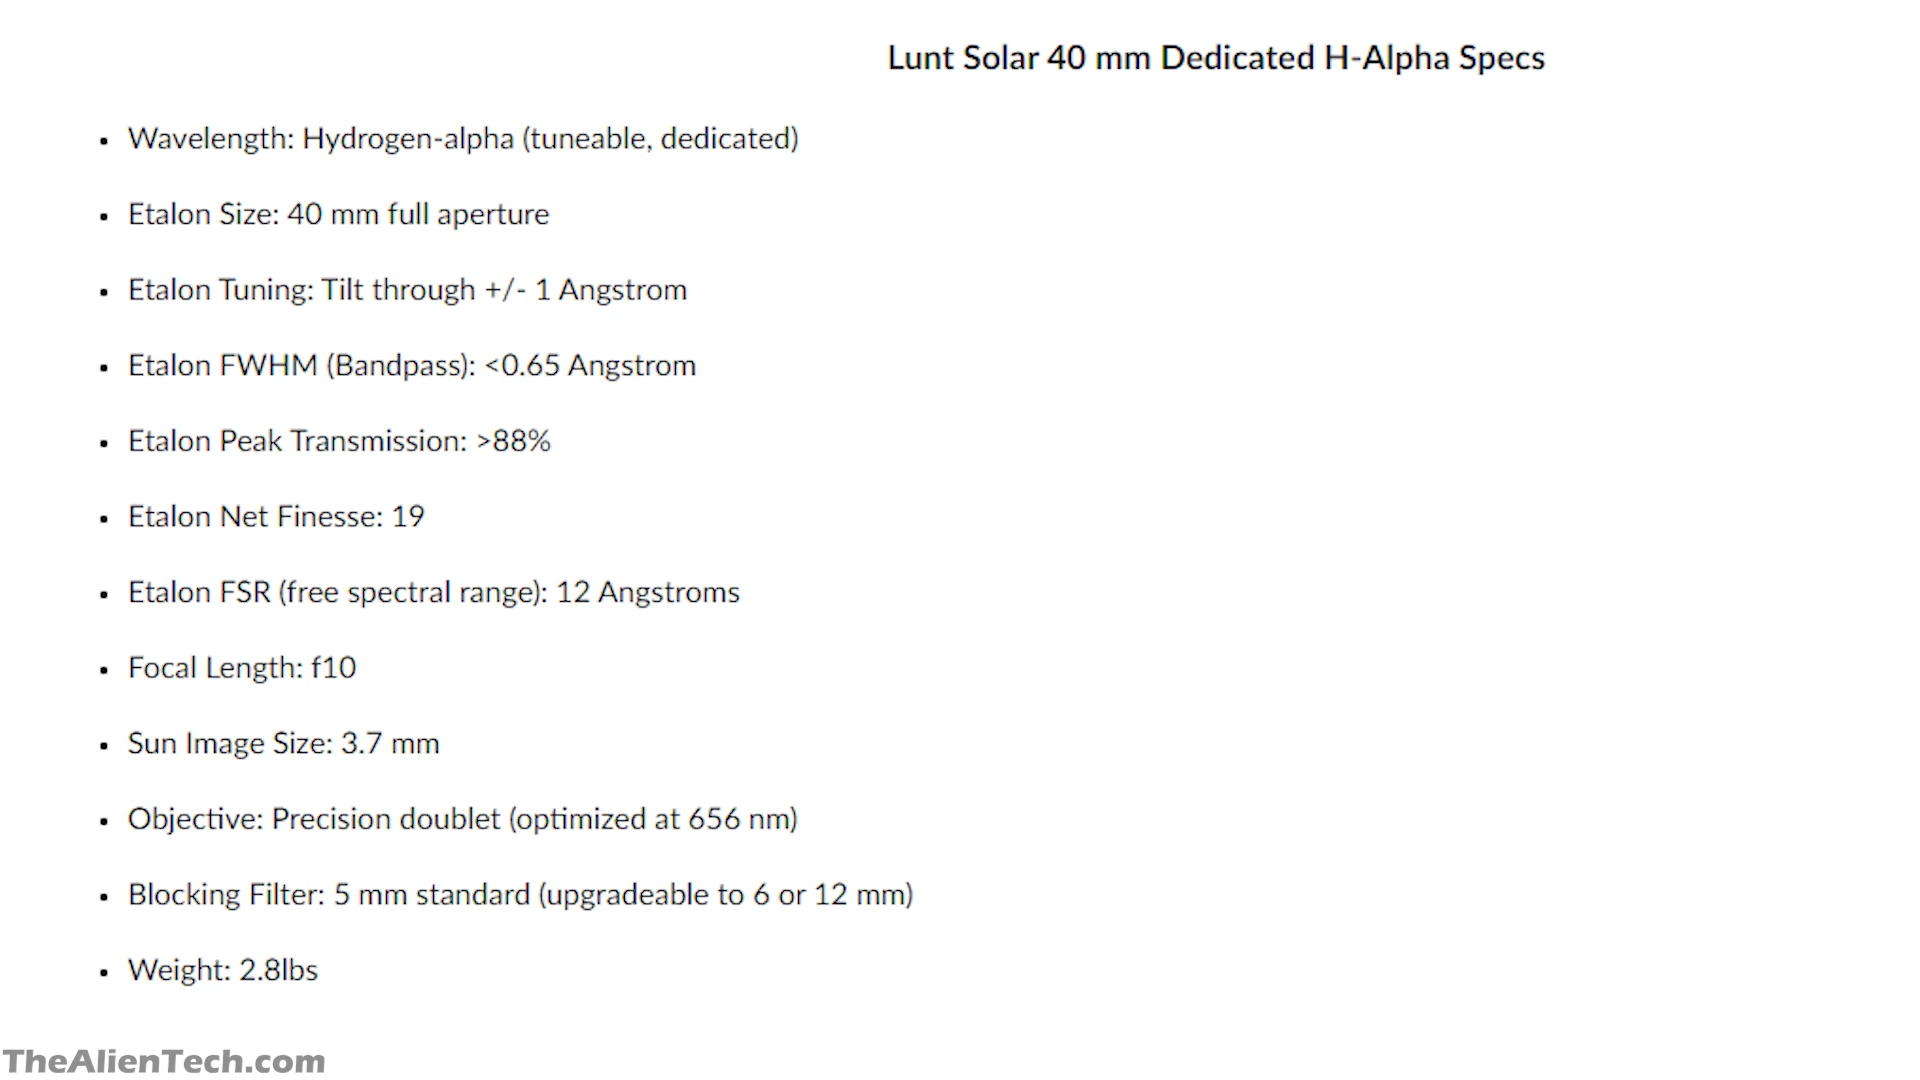 Lunt Solar 40 mm Dedicated H-Alpha Specs
• Wavelength: Hydrogen-alpha (tuneable, dedicated)
• Etalon Size: 40 mm full aperture
• Etalon Tuning: Tilt through +/- 1 Angstrom
• Etalon FWHM (Bandpass): <0.65 Angstrom
• Etalon Peak Transmission: >88%
• Etalon Net Finesse: 19
• Etalon FSR (free spectral range): 12 Angstroms
• Focal Length: f10
• Sun Image Size: 3.7 mm
• Objective: Precision doublet (optimized at 656 nm)
• Blocking Filter: 5 mm standard (upgradeable to 6 or 12 mm)
• Weight: 2.8lbs
TheAlienTech.com